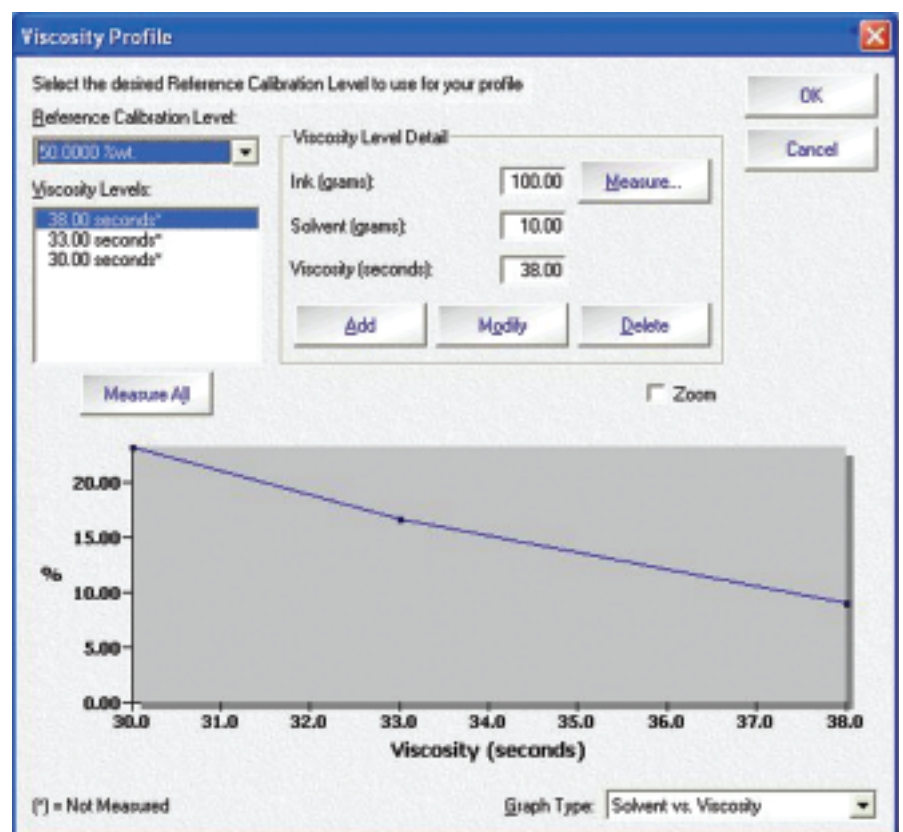 Viscosity Profile
Select the desired Reference Calibration Level to use for your profile
OK
Reference Calibration Level:
50.0000 %wt.
Cancel
Viscosity Level Detail
Ink (grams):
100.00
Measure...
Viscosity Levels:
38.00 seconds*
33.00 seconds*
30.00 seconds*
Solvent (grams):
10.00
Viscosity (seconds):
38.00
Add
Modify
Delete
Measure All
Zoom
20.00
15.00
%
10.00
5.00
0.00
30.0 31.0 32.0 33.0 34.0 35.0 36.0 37.0 38.0
Viscosity (seconds)
(*) = Not Measured
Graph Type: Solvent vs. Viscosity